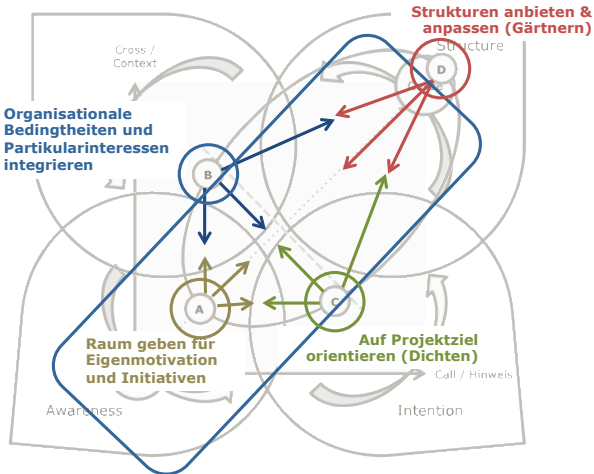 Strukturen anbieten &
anpassen (Gärtnern)
Structure
D
Cross /
Context
Organisationale
Bedingtheiten und
Partikularinteressen
integrieren
B
A
C
Raum geben für
Eigenmotivation
und Initiativen
Auf Projektziel
orientieren (Dichten)
Call / Hinweis
Awareness
Intention